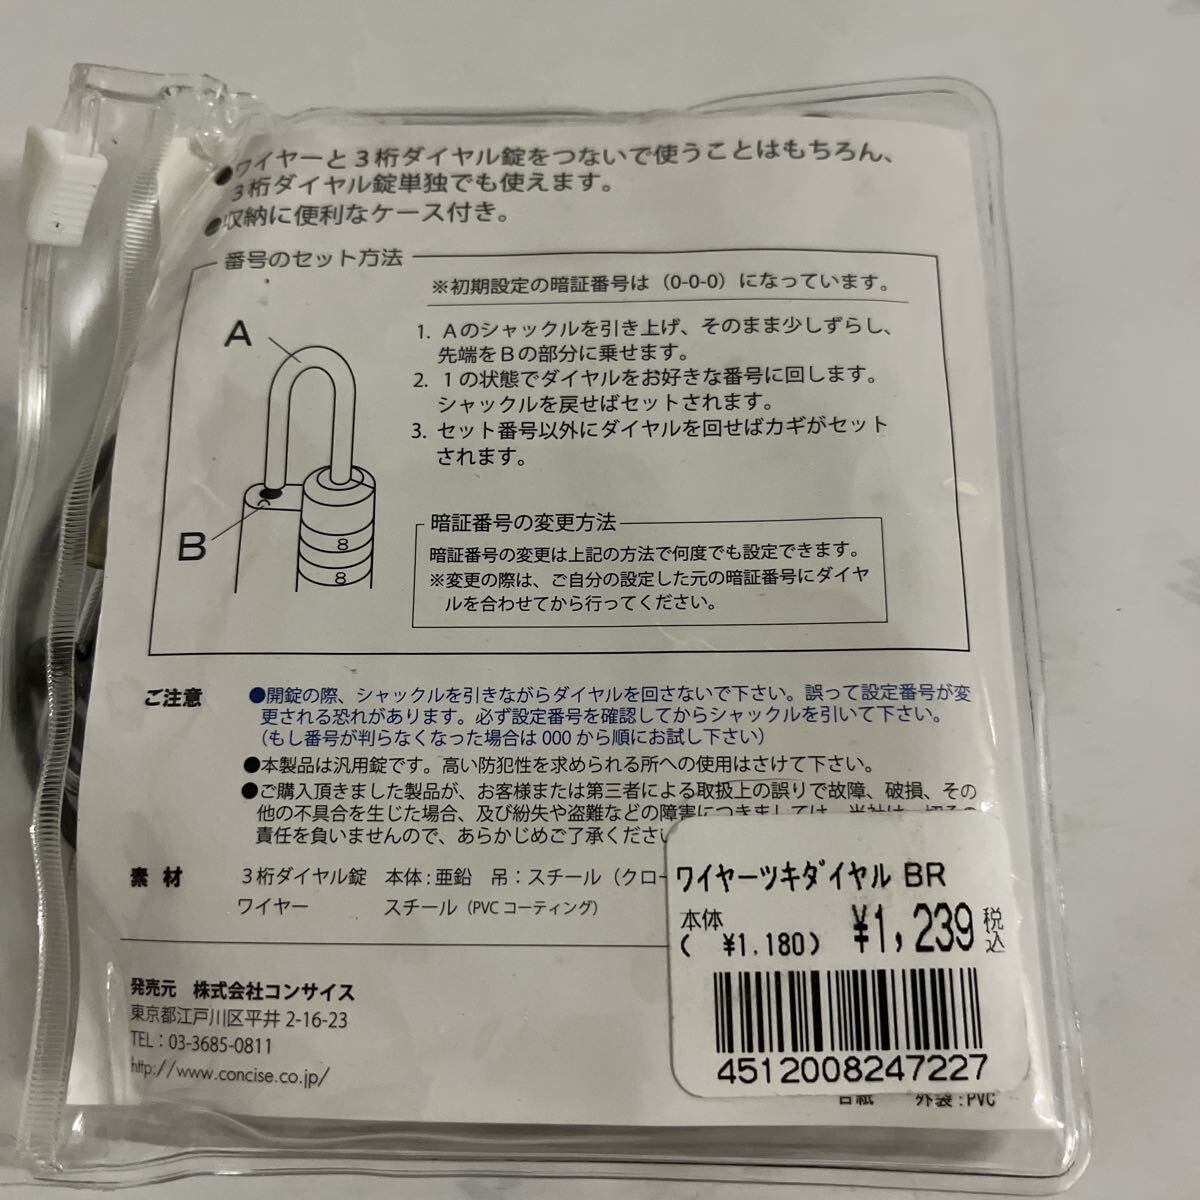 ●ワイヤーと3桁ダイヤル錠をつないで使うことはもちろん、
3桁ダイヤル錠単独でも使えます。
●収納に便利なケース付き。
番号のセット方法
※初期設定の暗証番号は（0-0-0）になっています。
A
1. Aのシャックルを引き上げ、そのまま少しずらし、
先端をBの部分に乗せます。
2. 1の状態でダイヤルをお好きな番号に回します。
シャックルを戻せばセットされます。
3. セット番号以外にダイヤルを回せばカギがセット
されます。
B
8
8
暗証番号の変更方法
暗証番号の変更は上記の方法で何度でも設定できます。
※変更の際は、ご自分の設定した元の暗証番号にダイヤ
ルを合わせてから行ってください。
ご注意
●開錠の際、シャックルを引きながらダイヤルを回さないで下さい。誤って設定番号が変
更される恐れがあります。必ず設定番号を確認してからシャックルを引いて下さい。
（もし番号が判らなくなった場合は 000 から順にお試し下さい）
●本製品は汎用錠です。高い防犯性を求められる所への使用はさけて下さい。
●ご購入頂きました製品が、お客様または第三者による取扱上の誤りで故障、破損、その
他の不具合を生じた場合、及び紛失や盗難などの障害につきましては、当社は一切の
責任を負いませんので、あらかじめご了承ください
素 材 3桁ダイヤル錠 本体：亜鉛 吊：スチール（クロー
ワイヤー スチール（PVC コーティング）
発売元 株式会社コンサイス
東京都江戸川区平井 2-16-23
TEL：03-3685-0811
http://www.concise.co.jp/
ワイヤーツキダイヤル BR
本体
( ¥1,180)
¥1,239 税込
4512008247227
台紙 外袋：PVC